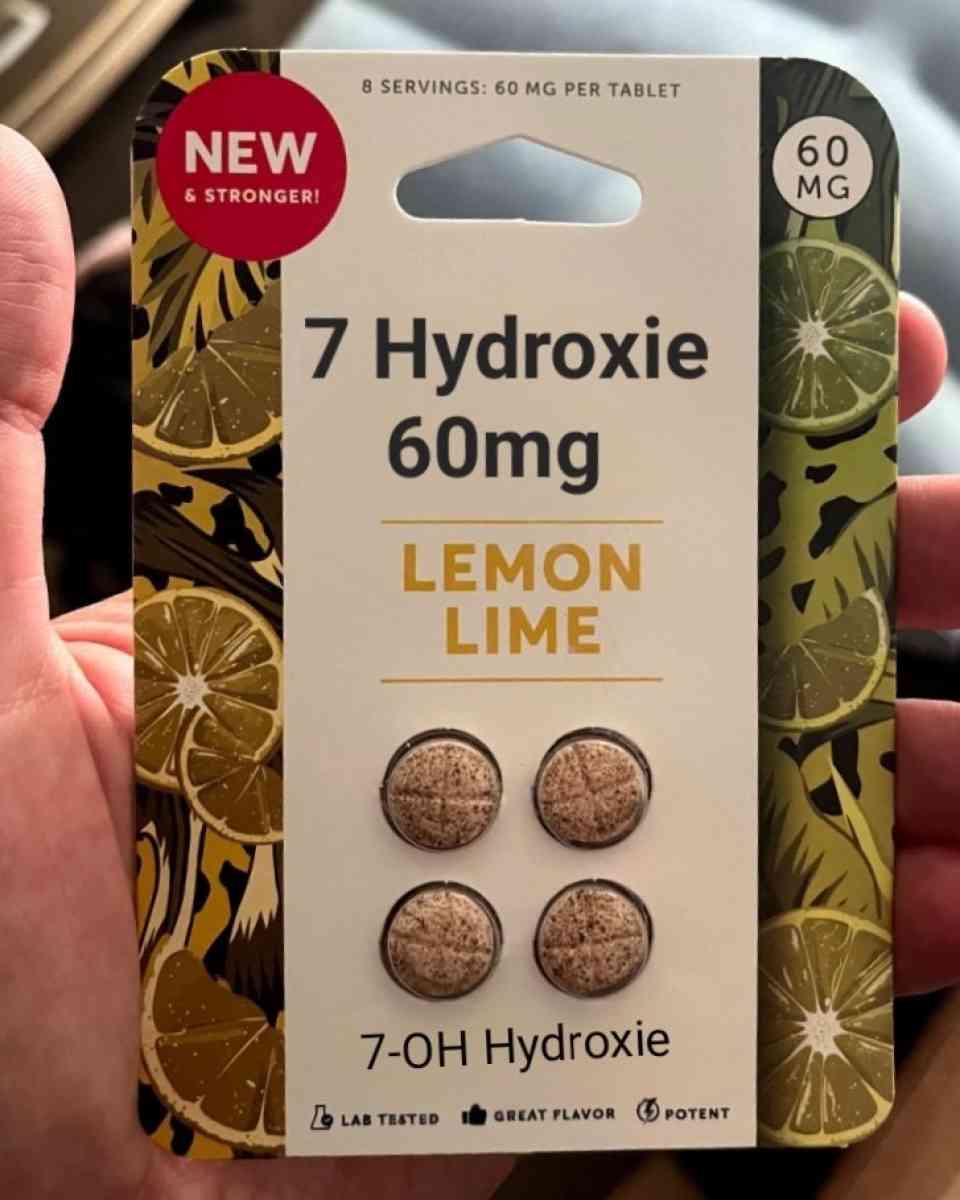 8 SERVINGS: 60 MG PER TABLET
NEW
& STRONGER!
60
MG
7 Hydroxie
60mg
LEMON
LIME
7-OH Hydroxie
LAB TESTED GREAT FLAVOR POTENT